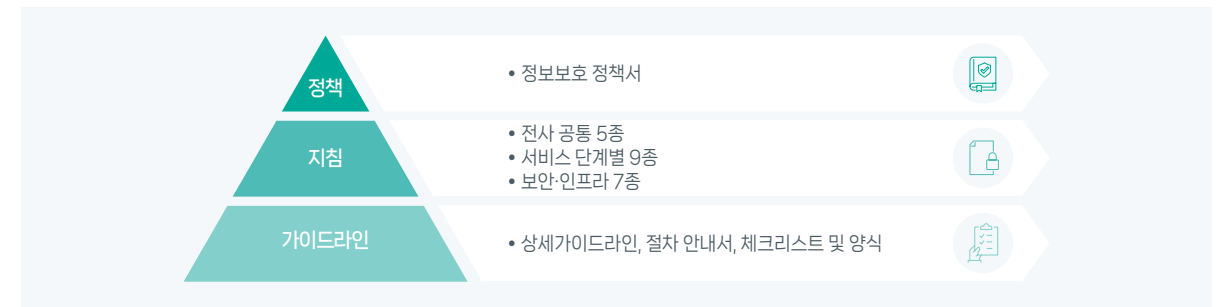 정책
• 정보보호 정책서
지침
• 전사 공통 5종
• 서비스 단계별 9종
• 보안·인프라 7종
가이드라인
• 상세가이드라인, 절차 안내서, 체크리스트 및 양식